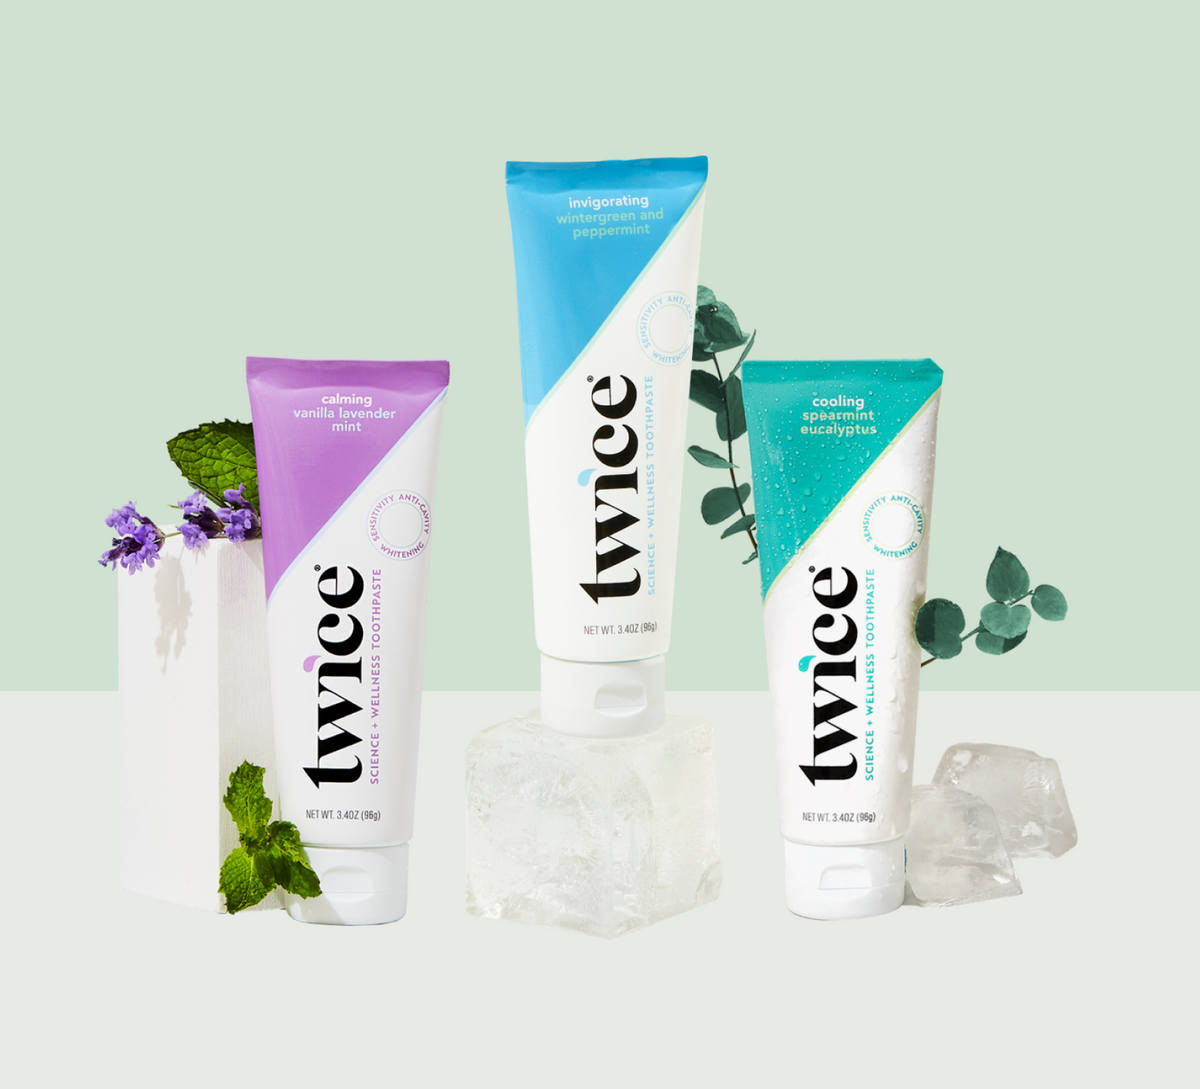 calming
vanilla lavender
mint
SENSITIVITY ANTI-CAVITY
WHITENING
twice®
SCIENCE + WELLNESS TOOTHPASTE
NET WT. 3.4OZ (96g)
invigorating
wintergreen and
peppermint
SENSITIVITY ANTI-CAVITY
WHITENING
twice®
SCIENCE + WELLNESS TOOTHPASTE
NET WT. 3.4OZ (96g)
cooling
spearmint
eucalyptus
SENSITIVITY ANTI-CAVITY
WHITENING
twice®
SCIENCE + WELLNESS TOOTHPASTE
NET WT. 3.4OZ (96g)